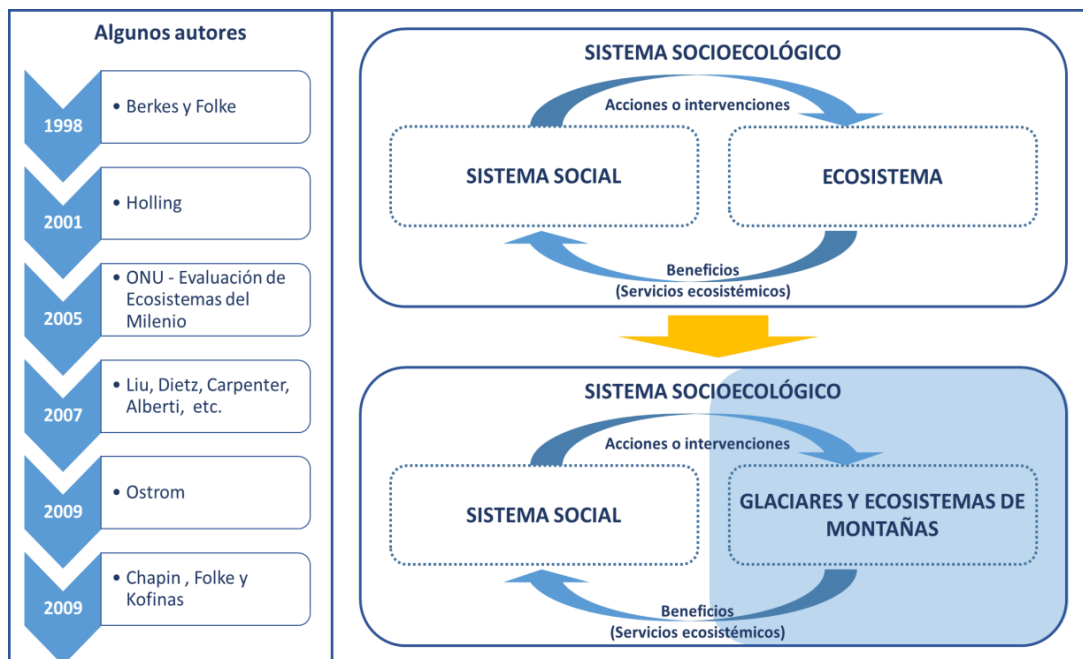 Algunos autores
1998
• Berkes y Folke
2001
• Holling
2005
• ONU - Evaluación de
Ecosistemas del
Milenio
2007
• Liu, Dietz, Carpenter,
Alberti, etc.
2009
• Ostrom
2009
• Chapin , Folke y
Kofinas
SISTEMA SOCIOECOLÓGICO
Acciones o intervenciones
SISTEMA SOCIAL
ECOSISTEMA
Beneficios
(Servicios ecosistémicos)
SISTEMA SOCIOECOLÓGICO
Acciones o intervenciones
SISTEMA SOCIAL
GLACIARES Y ECOSISTEMAS DE
MONTAÑAS
Beneficios
(Servicios ecosistémicos)